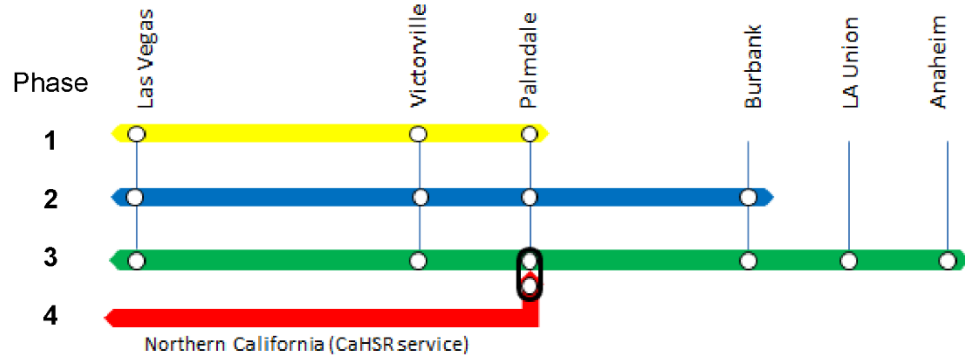 Phase
Las Vegas
Victorville
Palmdale
Burbank
LA Union
Anaheim
1
2
3
4
Northern California (CaHSR service)